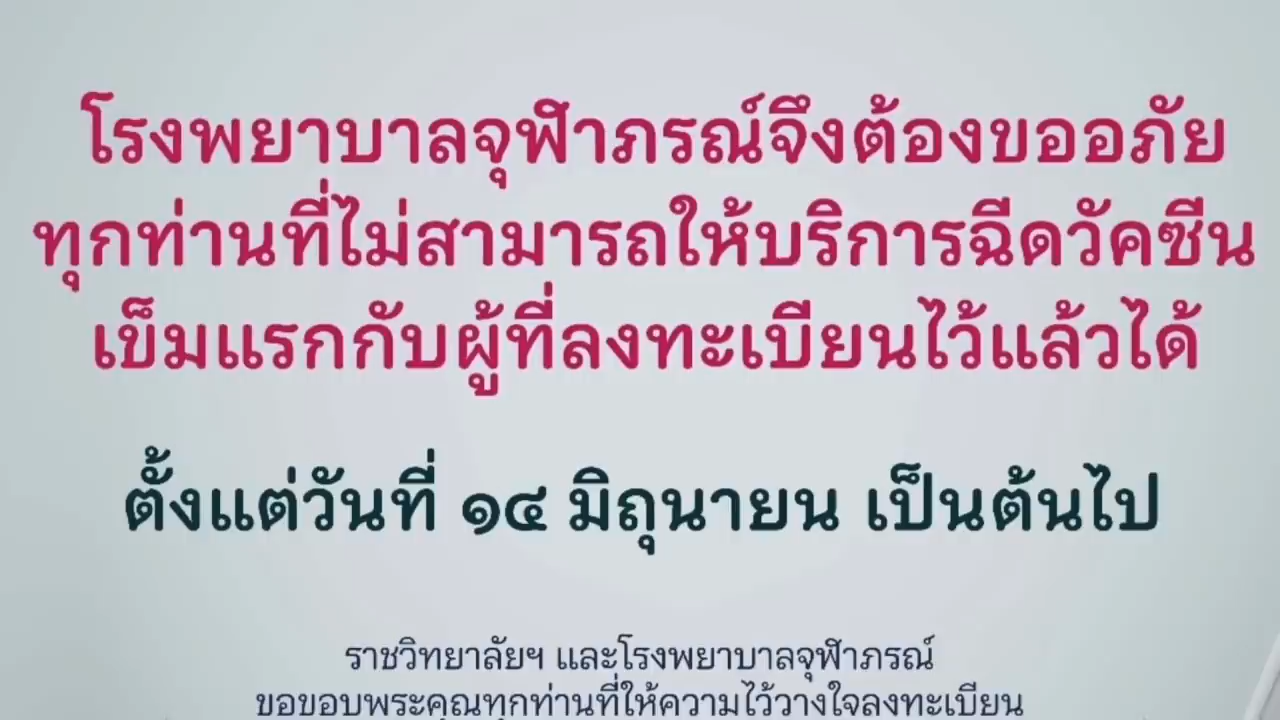 โรงพยาบาลจุฬาภรณ์จึงต้องขออภัย
ทุกท่านที่ไม่สามารถให้บริการฉีดวัคซีน
เข็มแรกกับผู้ที่ลงทะเบียนไว้แล้วได้
ตั้งแต่วันที่ ๑๔ มิถุนายน เป็นต้นไป
ราชวิทยาลัยฯ และโรงพยาบาลจุฬาภรณ์
ขอขอบพระคุณทุกท่านที่ให้ความไว้วางใจลงทะเบียน